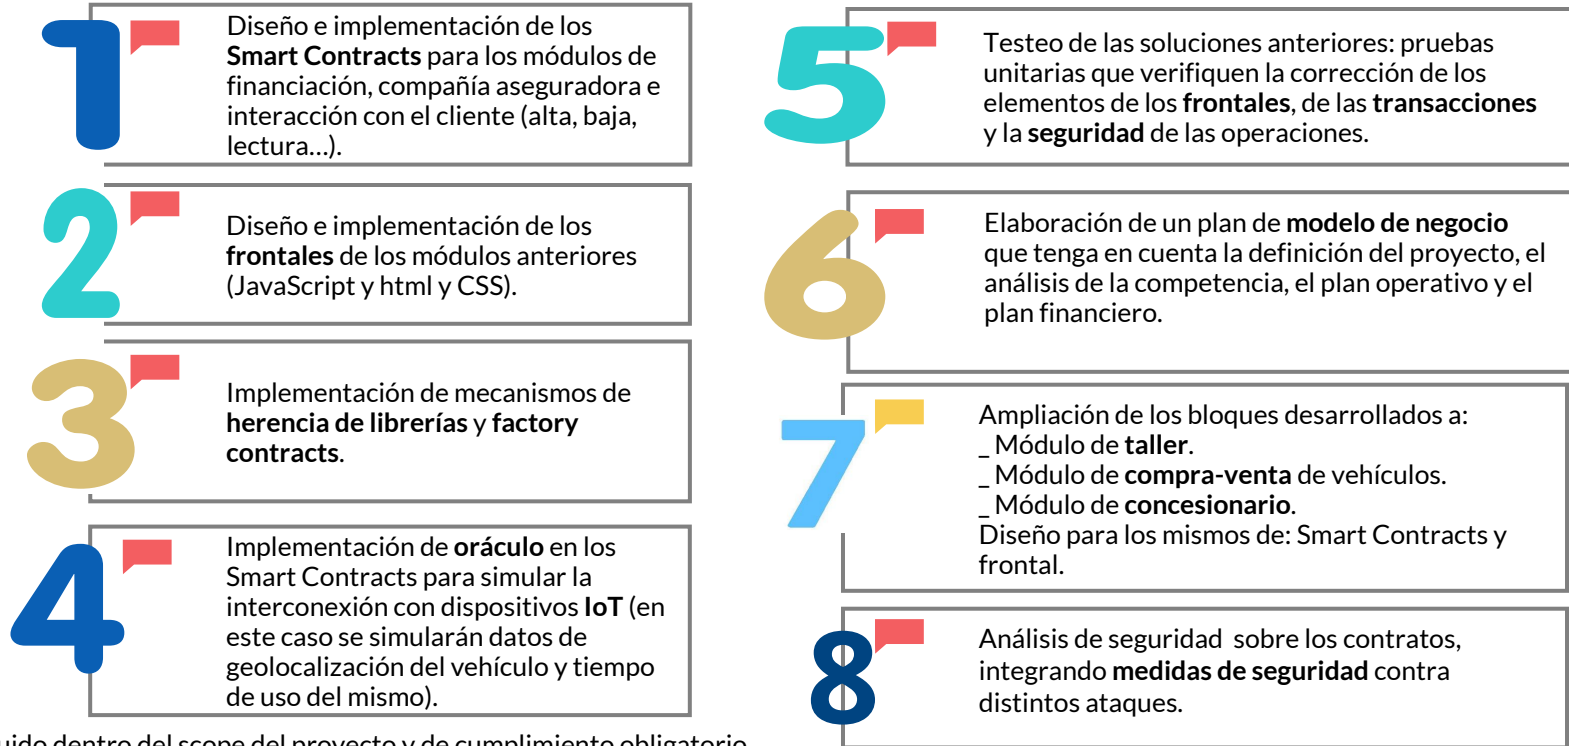 1
Diseño e implementación de los
Smart Contracts para los módulos de
financiación, compañía aseguradora e
interacción con el cliente (alta, baja,
lectura…).
2
Diseño e implementación de los
frontales de los módulos anteriores
(JavaScript y html y CSS).
3
Implementación de mecanismos de
herencia de librerías y factory
contracts.
4
Implementación de oráculo en los
Smart Contracts para simular la
interconexión con dispositivos IoT (en
este caso se simularán datos de
geolocalización del vehículo y tiempo
de uso del mismo).
5
Testeo de las soluciones anteriores: pruebas
unitarias que verifiquen la corrección de los
elementos de los frontales, de las transacciones
y la seguridad de las operaciones.
6
Elaboración de un plan de modelo de negocio
que tenga en cuenta la definición del proyecto, el
análisis de la competencia, el plan operativo y el
plan financiero.
7
Ampliación de los bloques desarrollados a:
_ Módulo de taller.
_ Módulo de compra-venta de vehículos.
_ Módulo de concesionario.
Diseño para los mismos de: Smart Contracts y
frontal.
8
Análisis de seguridad sobre los contratos,
integrando medidas de seguridad contra
distintos ataques.
dentro del scope del proyecto y de cumplimiento obligatorio